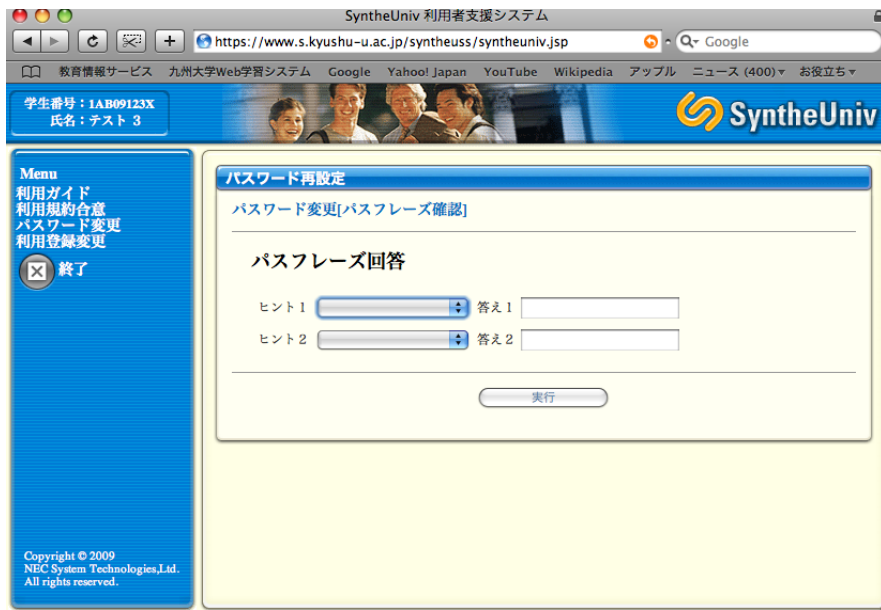 SyntheUniv 利用者支援システム
https://www.s.kyushu-u.ac.jp/syntheuss/syntheuniv.jsp
Google
教育情報サービス 九州大学Web学習システム Google Yahoo! Japan YouTube Wikipedia アップル ニュース (400) お役立ち
学生番号：1AB09123X
氏名：テスト 3
SyntheUniv
Menu
利用ガイド
利用規約合意
パスワード変更
利用登録変更
終了
パスワード再設定
パスワード変更[パスフレーズ確認]
パスフレーズ回答
ヒント1 答え1
ヒント2 答え2
実行
Copyright © 2009
NEC System Technologies,Ltd.
All rights reserved.